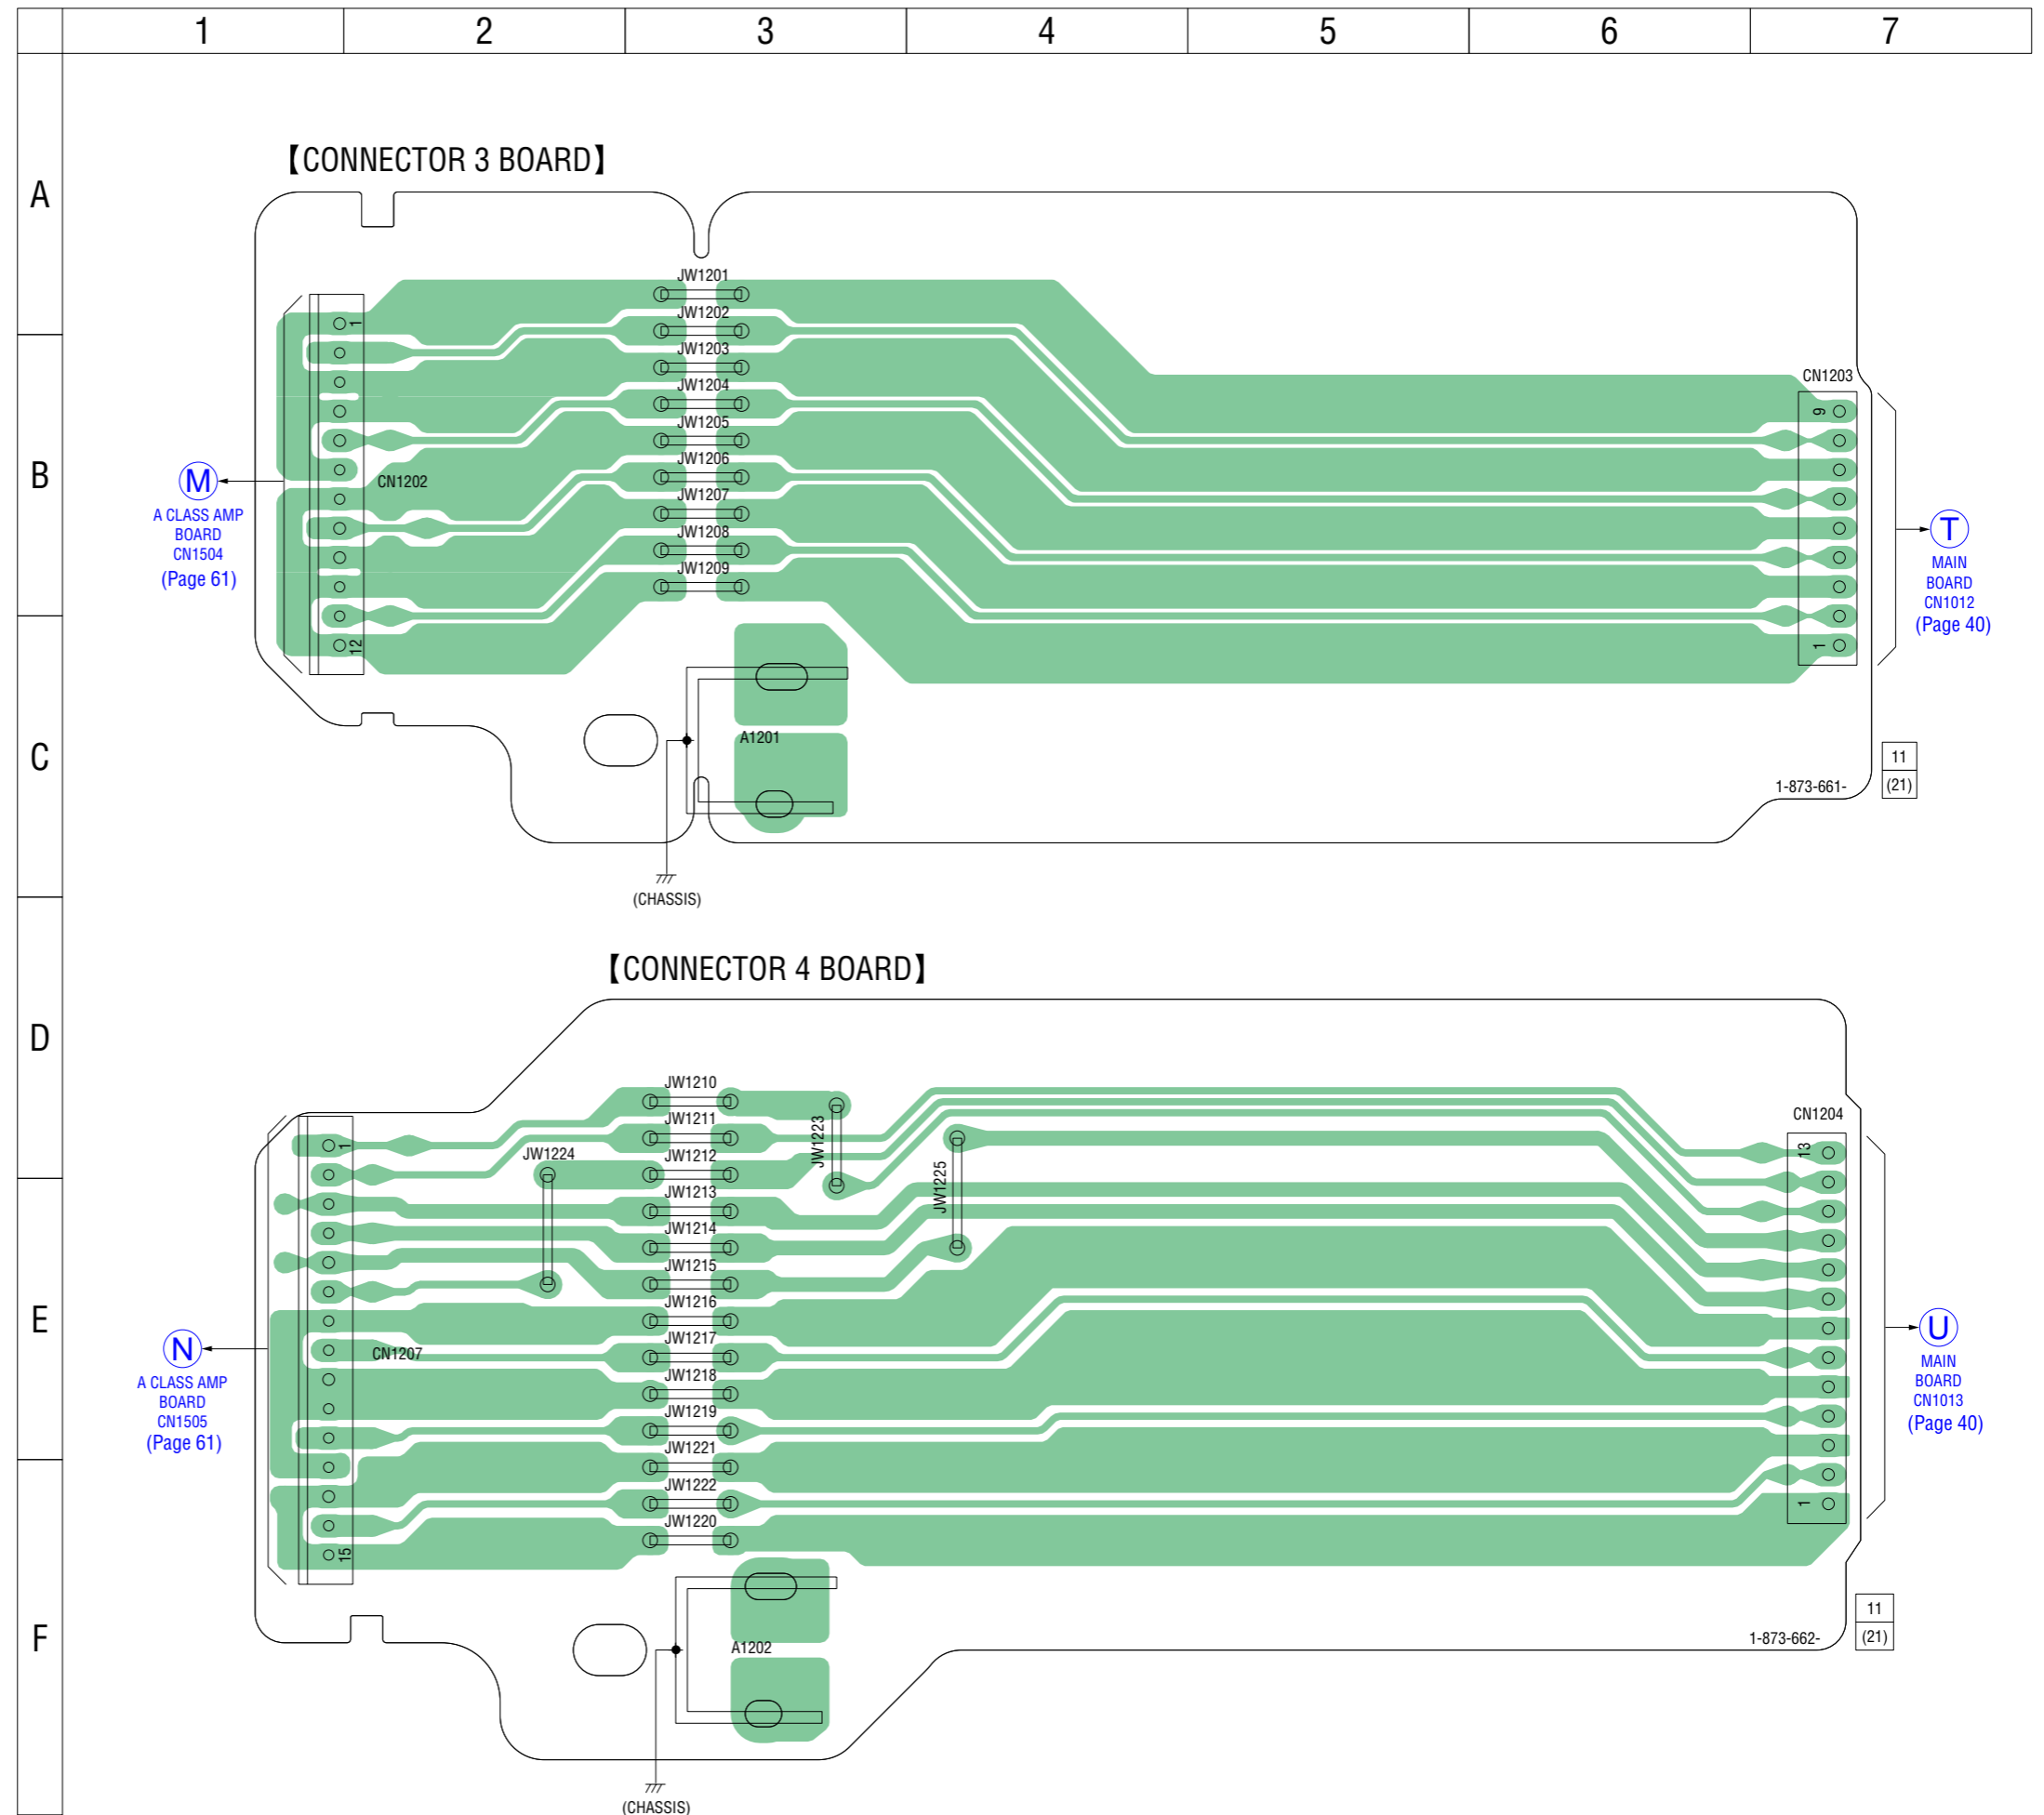 1 2 3 4 5 6 7
A
B
C
D
E
F
【CONNECTOR 3 BOARD】
JW1201
JW1202
JW1203
JW1204
JW1205
JW1206
JW1207
JW1208
JW1209
1
12
CN1202
M
A CLASS AMP
BOARD
CN1504
(Page 61)
CN1203
9
1
T
MAIN
BOARD
CN1012
(Page 40)
A1201
(CHASSIS)
1-873-661-
11
(21)
【CONNECTOR 4 BOARD】
JW1210
JW1211
JW1212
JW1213
JW1214
JW1215
JW1216
JW1217
JW1218
JW1219
JW1221
JW1222
JW1220
JW1223
JW1224
JW1225
1
15
CN1207
N
A CLASS AMP
BOARD
CN1505
(Page 61)
CN1204
13
1
U
MAIN
BOARD
CN1013
(Page 40)
A1202
(CHASSIS)
1-873-662-
11
(21)